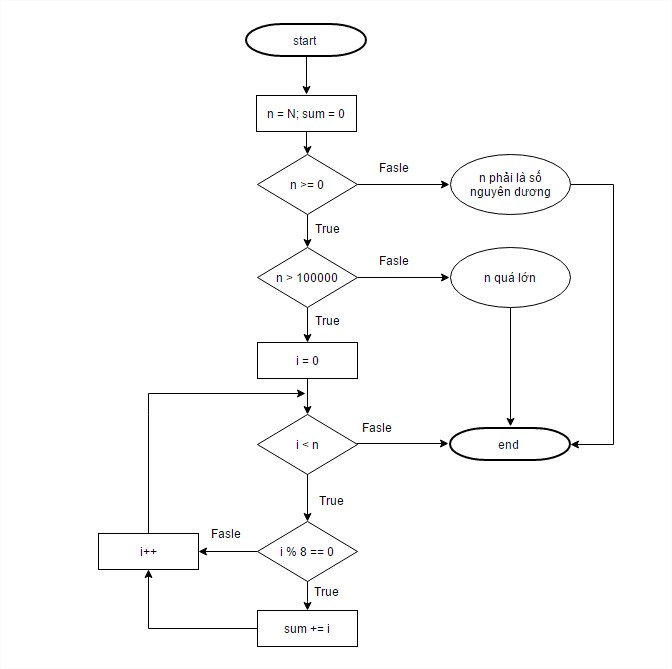 start
n = N; sum = 0
n >= 0
Fasle
n phải là số
nguyên dương
True
n > 100000
Fasle
n quá lớn
True
i = 0
i < n
Fasle
end
True
i % 8 == 0
Fasle
i++
True
sum += i